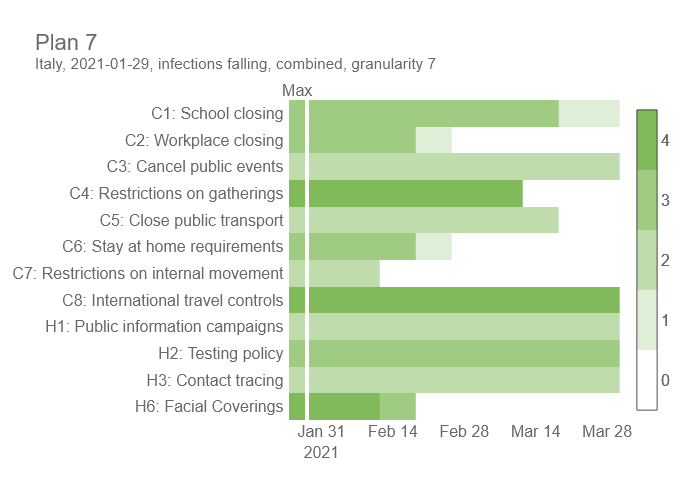 Plan 7
Italy, 2021-01-29, infections falling, combined, granularity 7
Max
C1: School closing
C2: Workplace closing
C3: Cancel public events
C4: Restrictions on gatherings
C5: Close public transport
C6: Stay at home requirements
C7: Restrictions on internal movement
C8: International travel controls
H1: Public information campaigns
H2: Testing policy
H3: Contact tracing
H6: Facial Coverings
Jan 31 Feb 14 Feb 28 Mar 14 Mar 28
2021
4
3
2
1
0